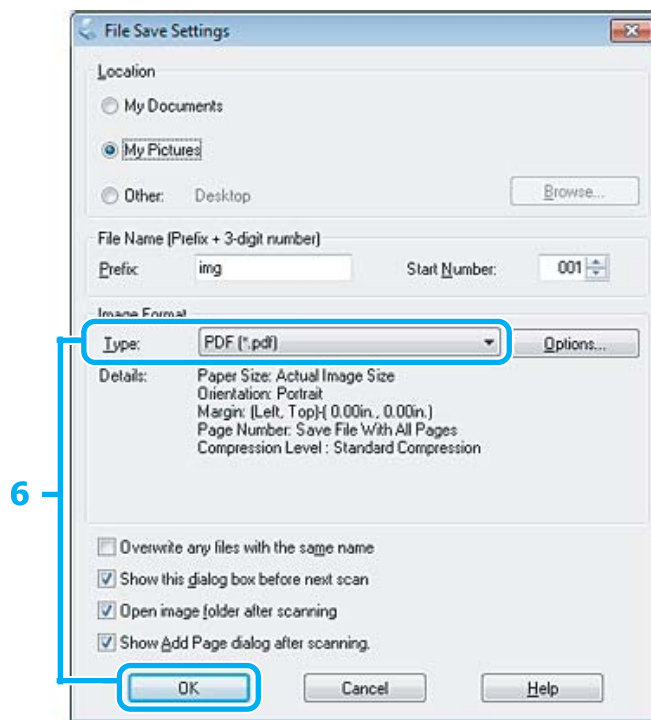 File Save Settings
Location
My Documents
My Pictures
Other: Desktop Browse...
File Name (Prefix + 3-digit number)
Prefix: img Start Number: 001
Image Format
Type: PDF (*.pdf) Options...
Details: Paper Size: Actual Image Size
Orientation: Portrait
Margin: (Left, Top)-( 0.00in., 0.00in.)
Page Number: Save File With All Pages
Compression Level : Standard Compression
6
Overwrite any files with the same name
Show this dialog box before next scan
Open image folder after scanning
Show Add Page dialog after scanning.
OK Cancel Help